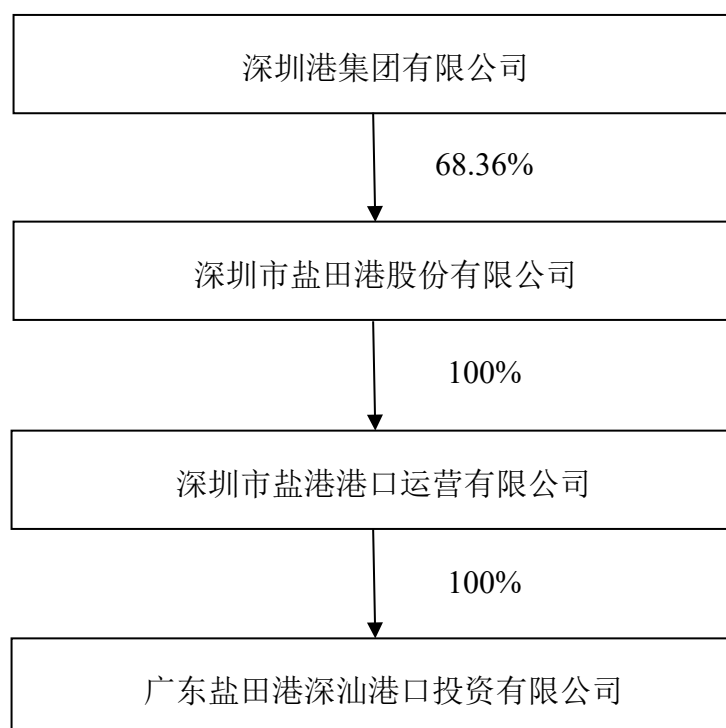 深圳港集团有限公司
68.36%
深圳市盐田港股份有限公司
100%
深圳市盐港港口运营有限公司
100%
广东盐田港深汕港口投资有限公司